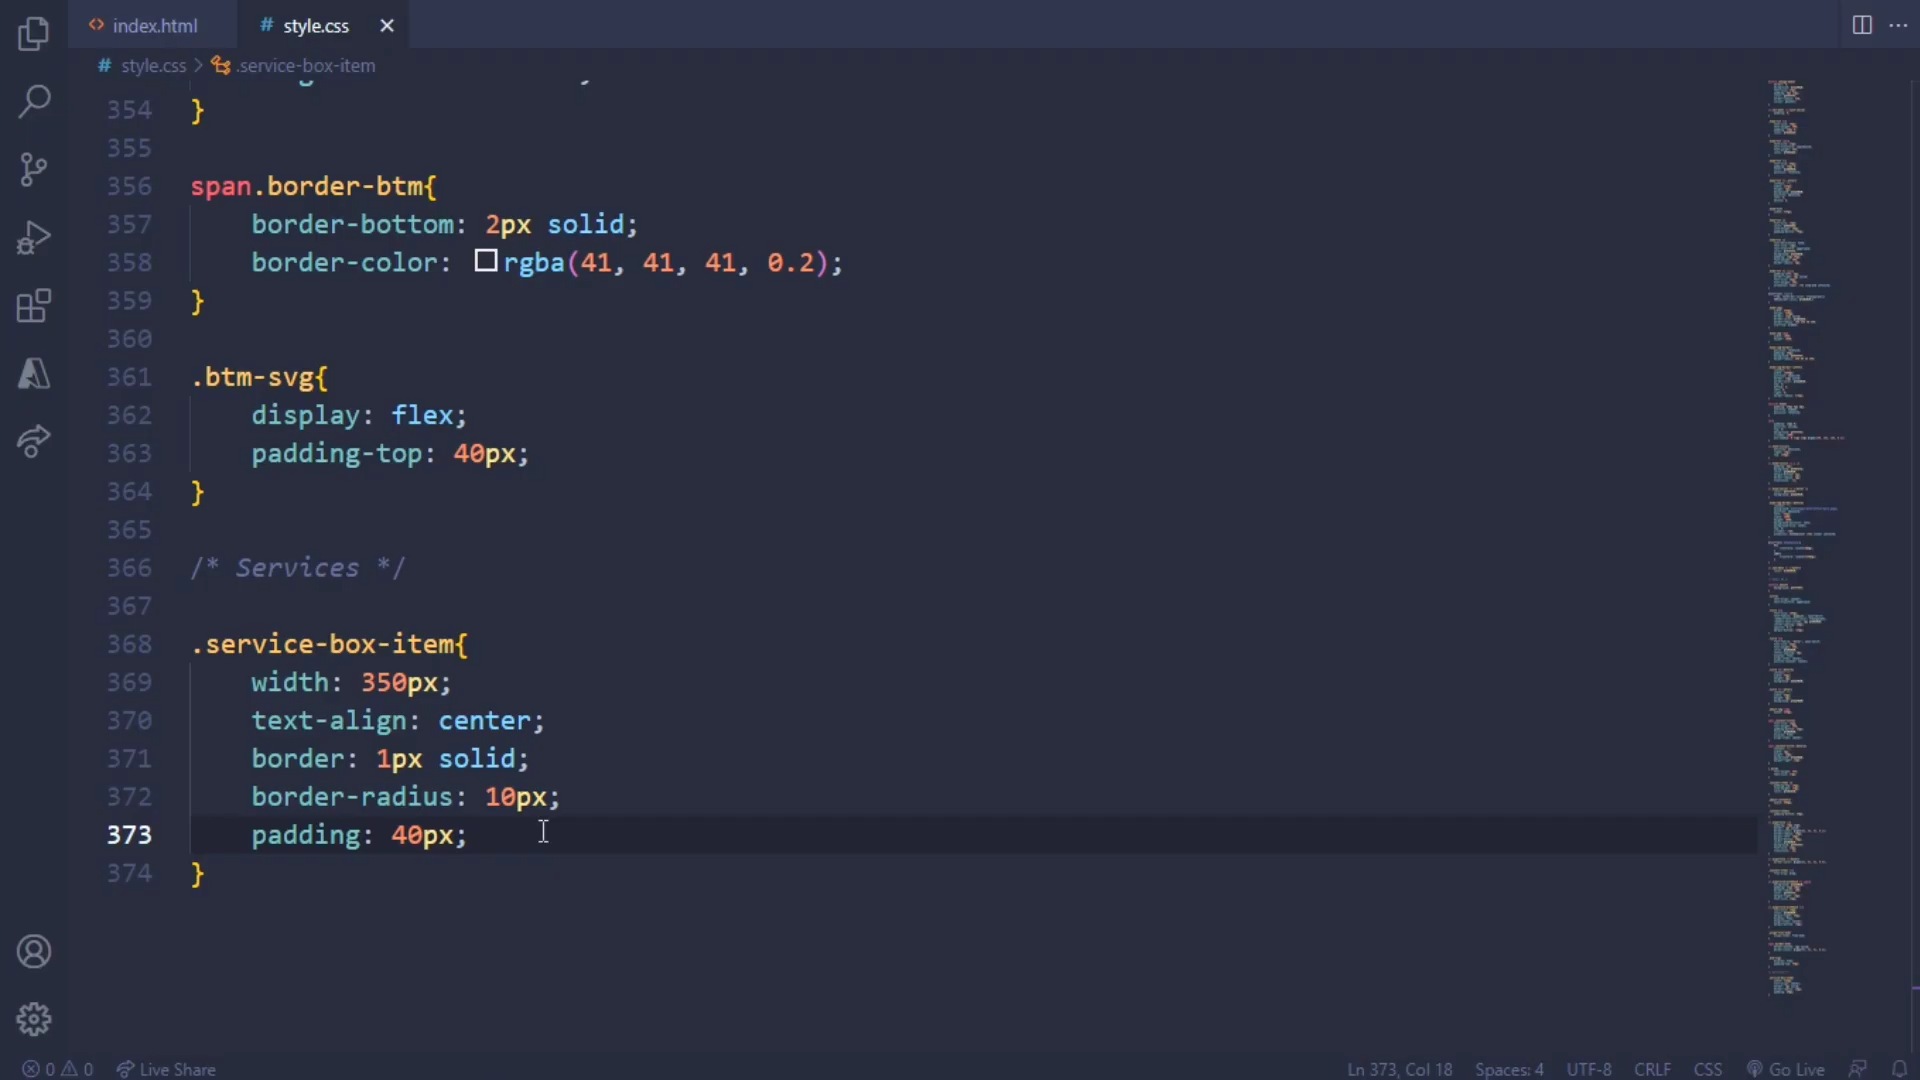 index.html
style.css
style.css > .service-box-item
354 }
355
356 span.border-btm{
357 border-bottom: 2px solid;
358 border-color: rgba(41, 41, 41, 0.2);
359 }
360
361 .btm-svg{
362 display: flex;
363 padding-top: 40px;
364 }
365
366 /* Services */
367
368 .service-box-item{
369 width: 350px;
370 text-align: center;
371 border: 1px solid;
372 border-radius: 10px;
373 padding: 40px;
374 }
0 0 Live Share Ln 373, Col 18 Spaces: 4 UTF-8 CRLF CSS Go Live